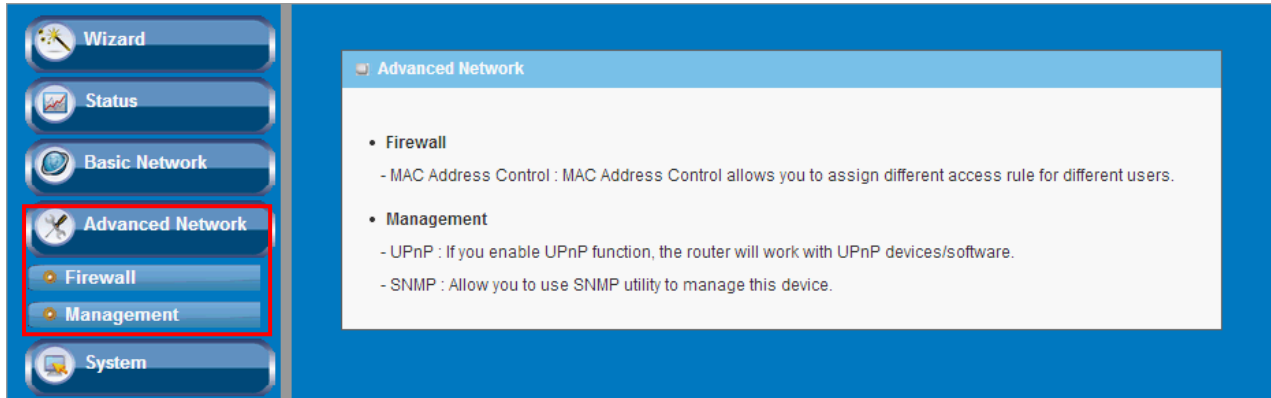 Wizard
Status
Basic Network
Advanced Network
Firewall
Management
System
Advanced Network
• Firewall
- MAC Address Control : MAC Address Control allows you to assign different access rule for different users.
• Management
- UPnP : If you enable UPnP function, the router will work with UPnP devices/software.
- SNMP : Allow you to use SNMP utility to manage this device.